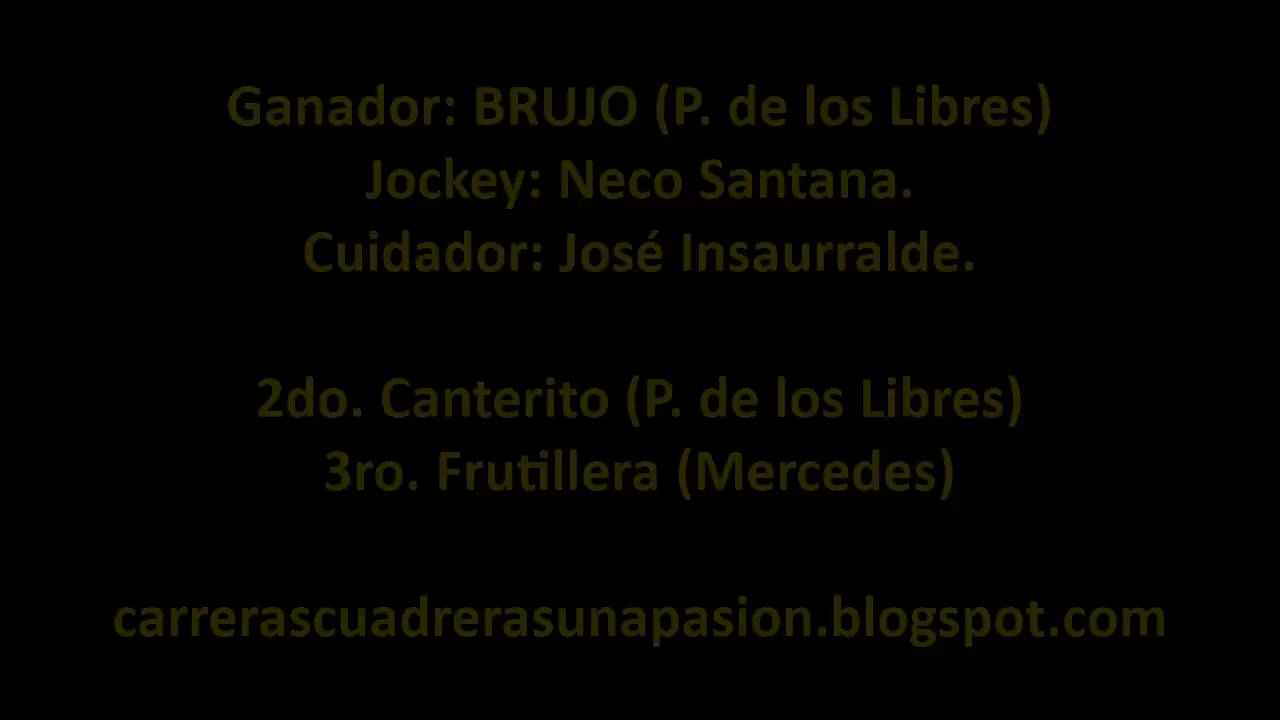 Ganador: BRUJO (P. de los Libres)
Jockey: Neco Santana.
Cuidador: José Insaurralde.
2do. Canterito (P. de los Libres)
3ro. Frutillera (Mercedes)
carrerascuadrerasunapasion.blogspot.com